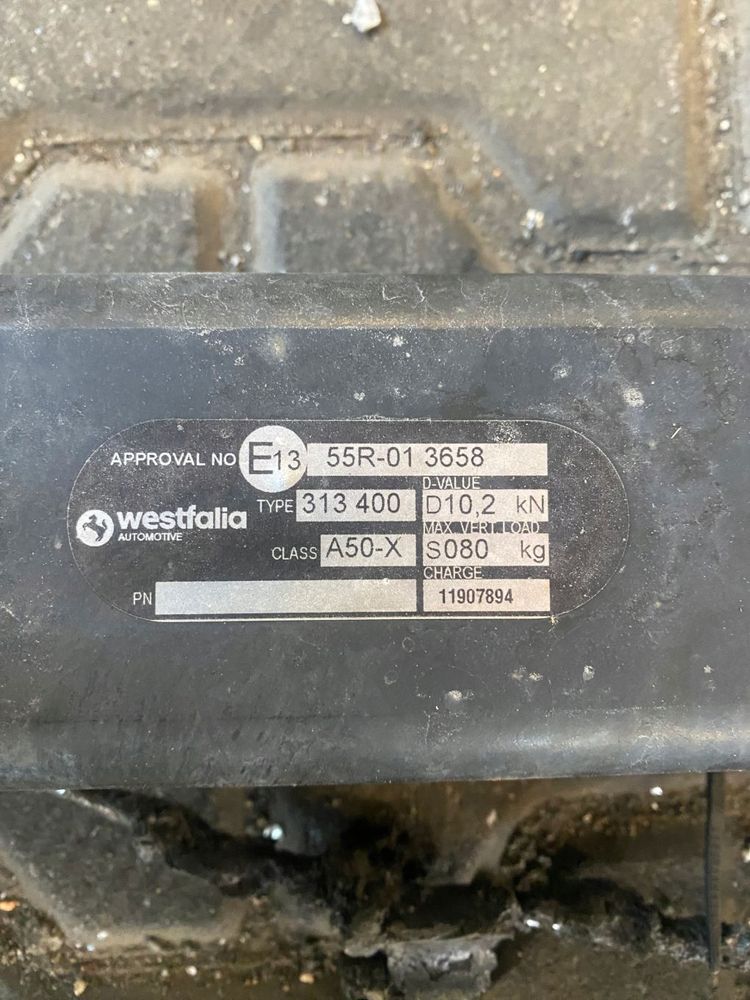 APPROVAL NO E13 55R-01 3658
D-VALUE
TYPE 313 400 D10,2 kN
westfalia
AUTOMOTIVE
MAX VERT LOAD
CLASS A50-X S080 kg
CHARGE
PN 11907894